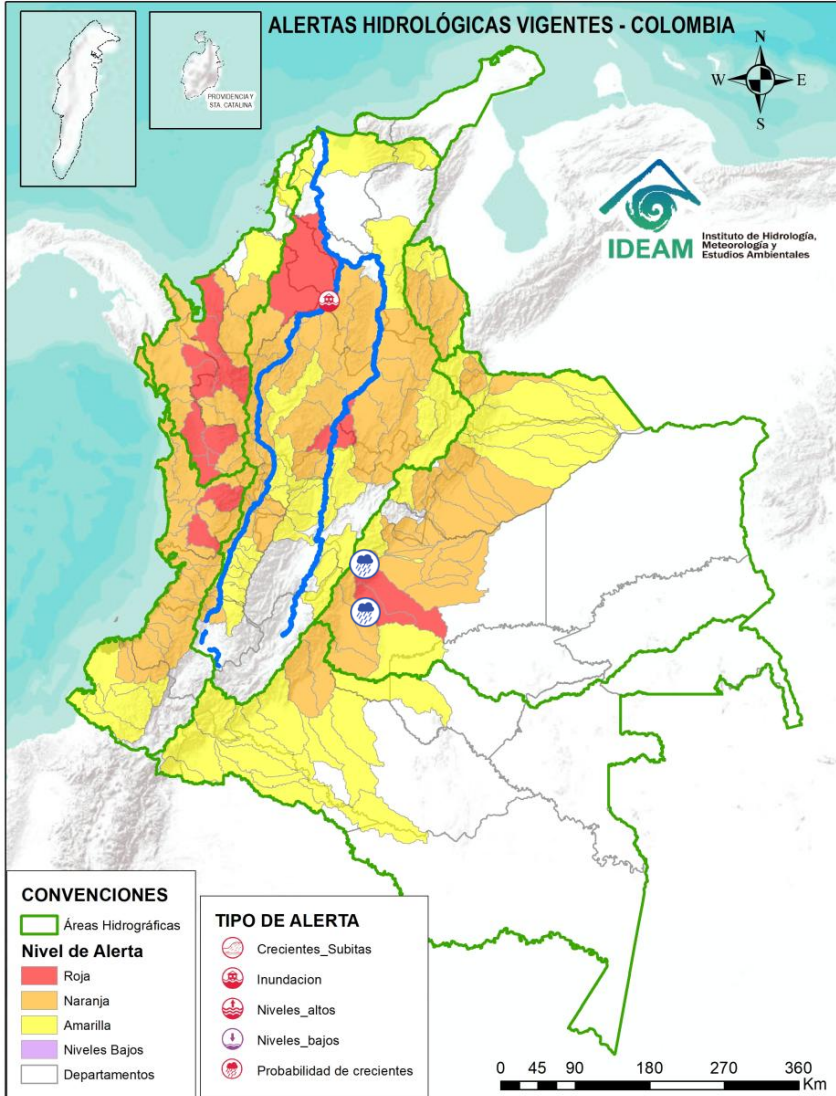 ALERTAS HIDROLÓGICAS VIGENTES - COLOMBIA
PROVIDENCIA Y
STA. CATALINA
N
W
E
S
IDEAM
Instituto de Hidrología,
Meteorología y
Estudios Ambientales
CONVENCIONES
Áreas Hidrográficas
Nivel de Alerta
Roja
Naranja
Amarilla
Niveles Bajos
Departamentos
TIPO DE ALERTA
Crecientes_Subitas
Inundacion
Niveles_altos
Niveles_bajos
Probabilidad de crecientes
0 45 90 180 270 360
Km